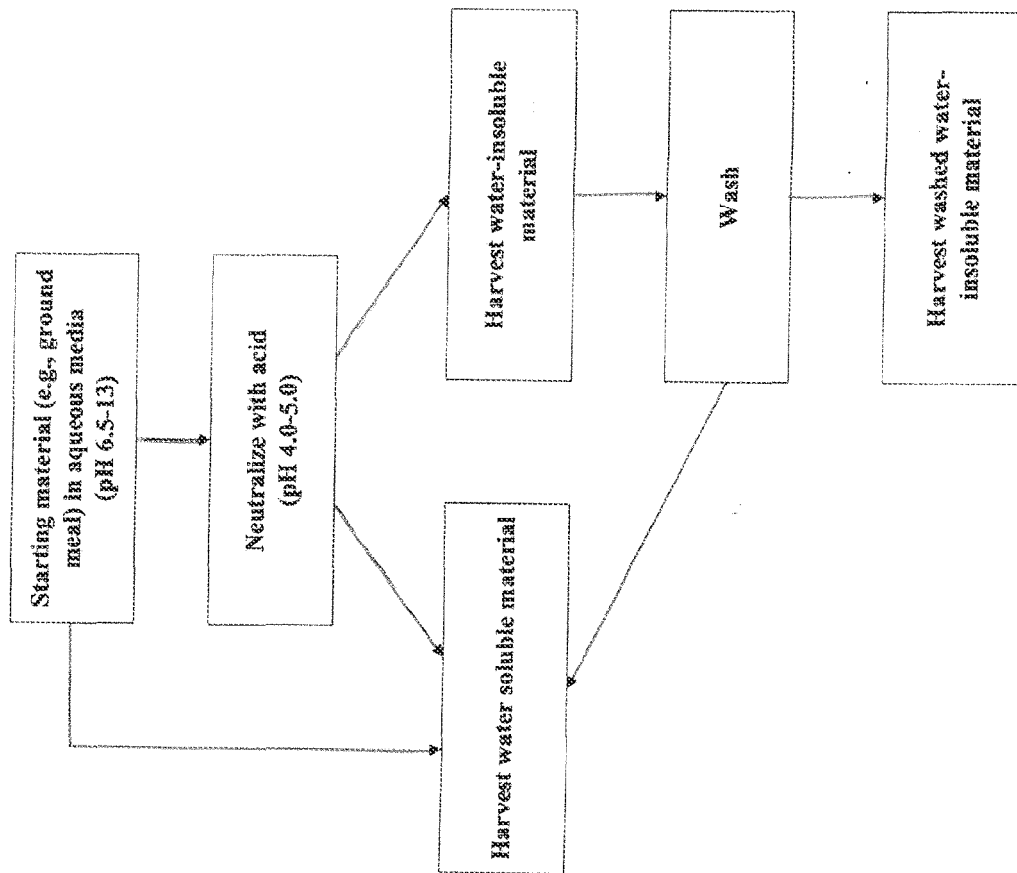 Starting material (e.g., ground
meal) in aqueous media
(pH 6.5-13)
Neutralize with acid
(pH 4.0-5.0)
Harvest water soluble material
Harvest water-insoluble
material
Wash
Harvest washed water-
insoluble material